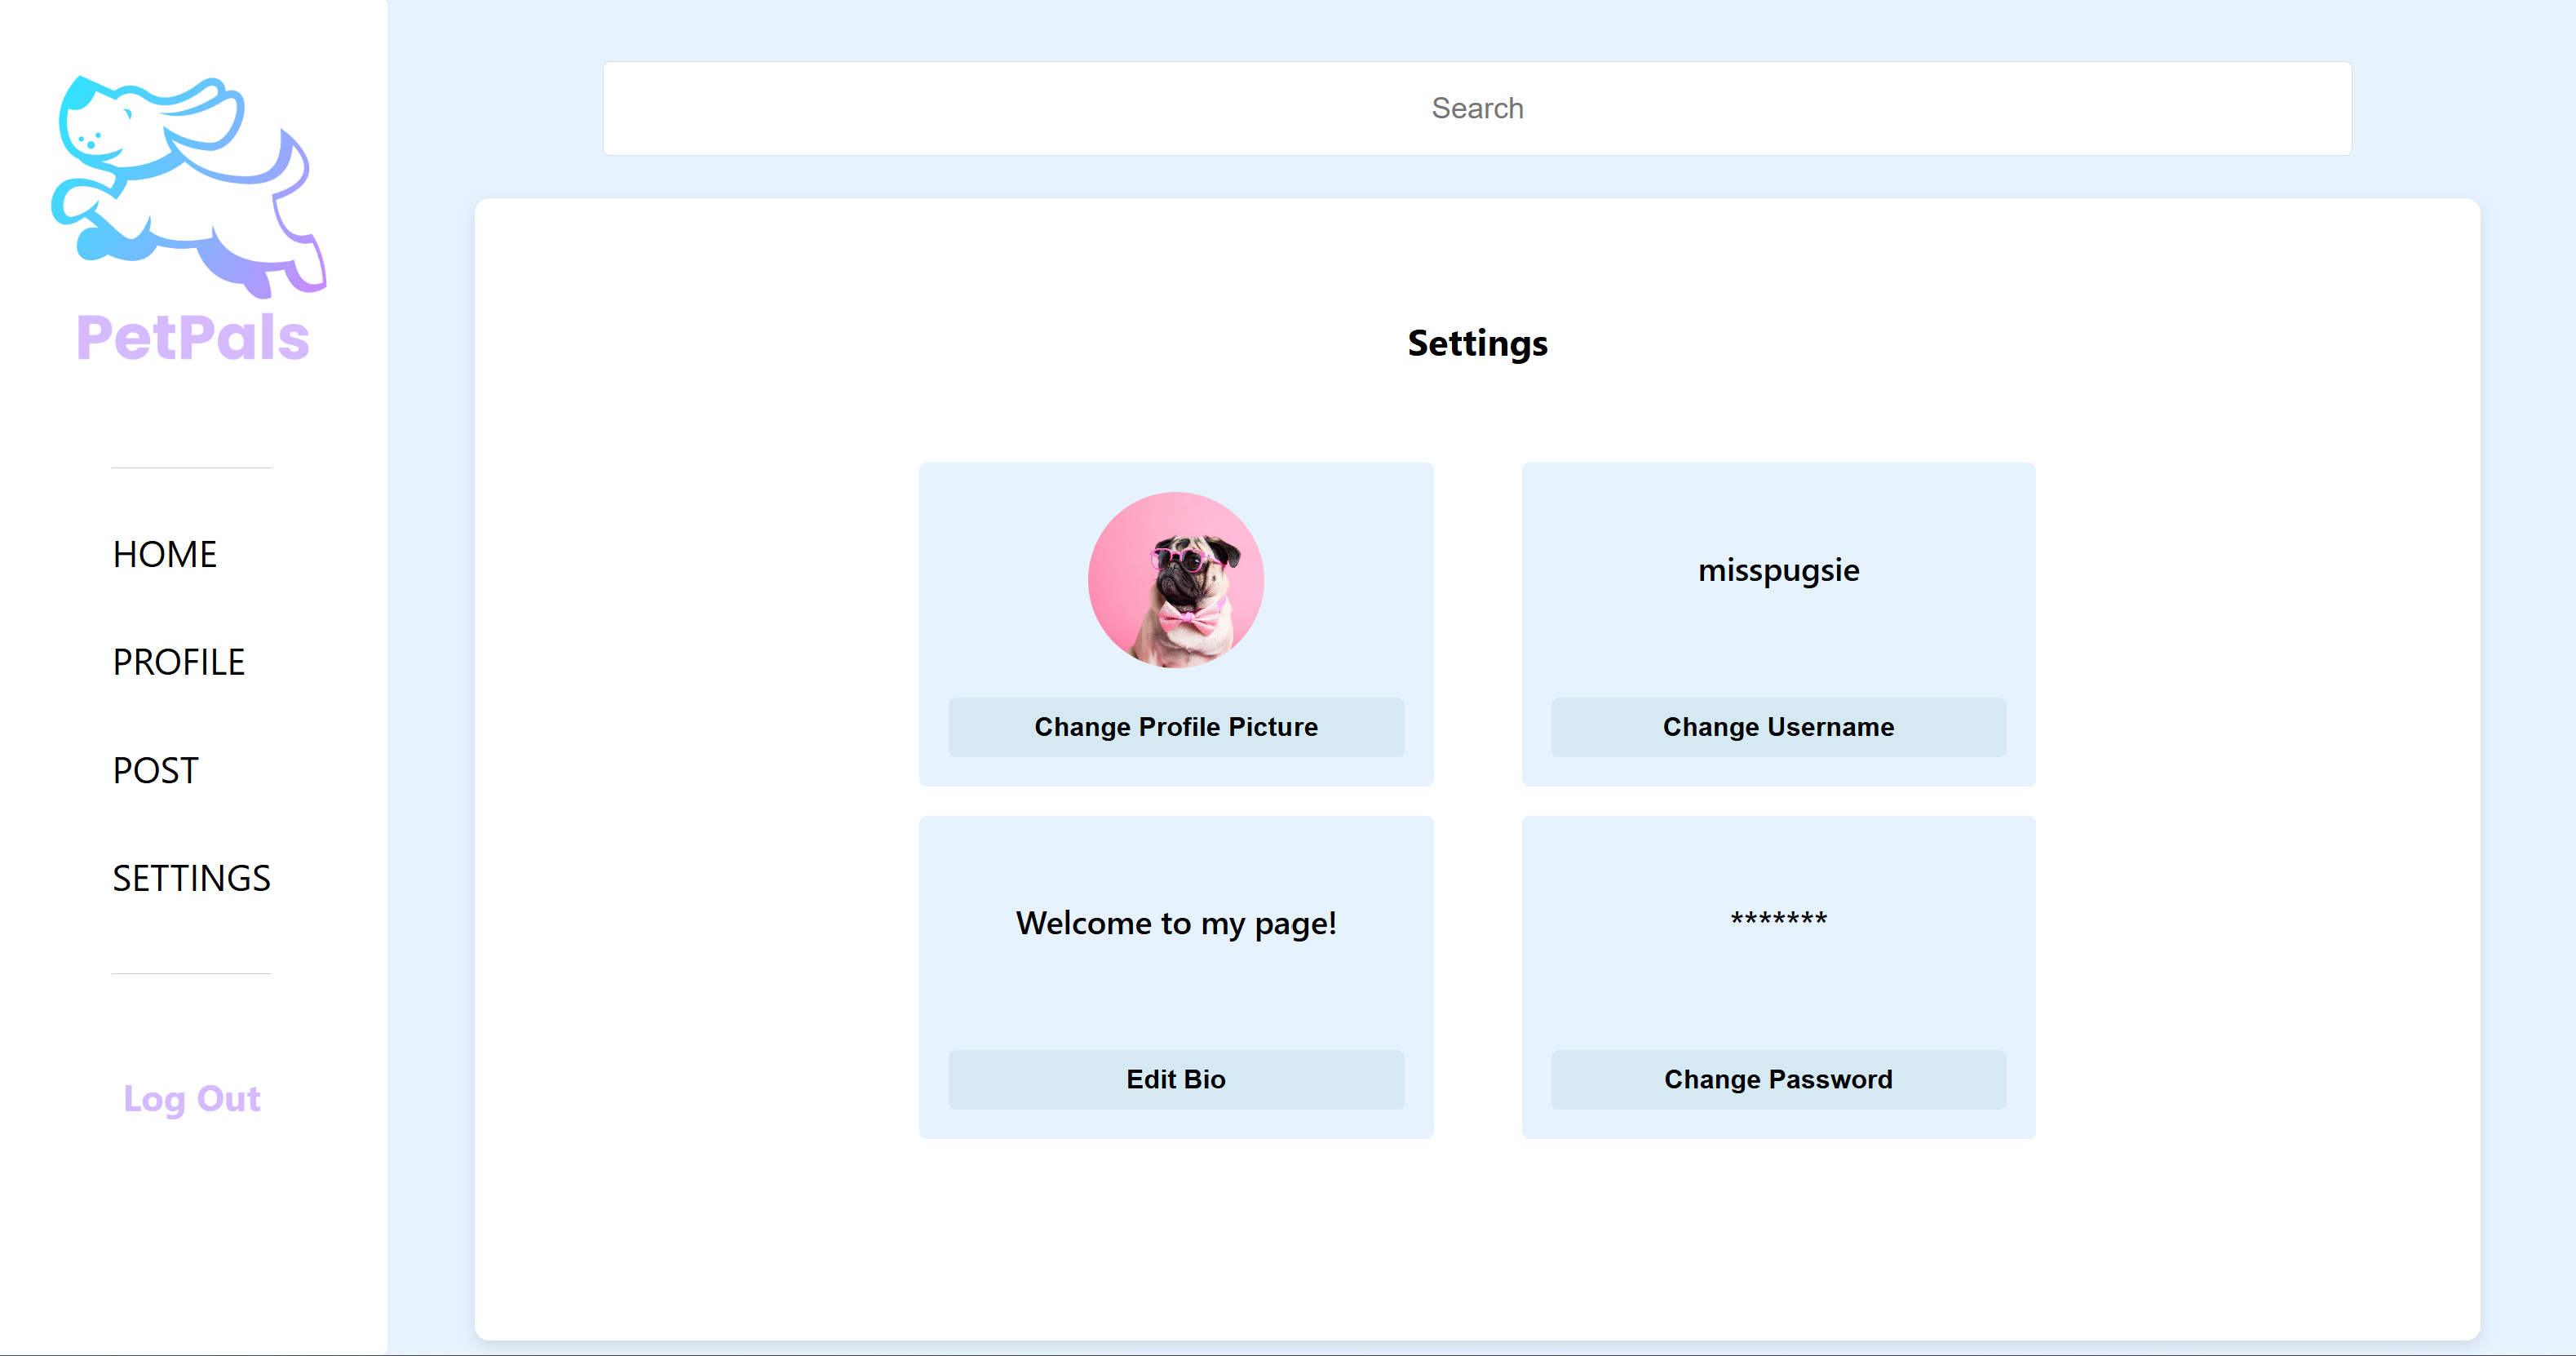 PetPals
HOME
PROFILE
POST
SETTINGS
Log Out
Search
Settings
Change Profile Picture
misspugsie
Change Username
Welcome to my page!
Edit Bio
*******
Change Password